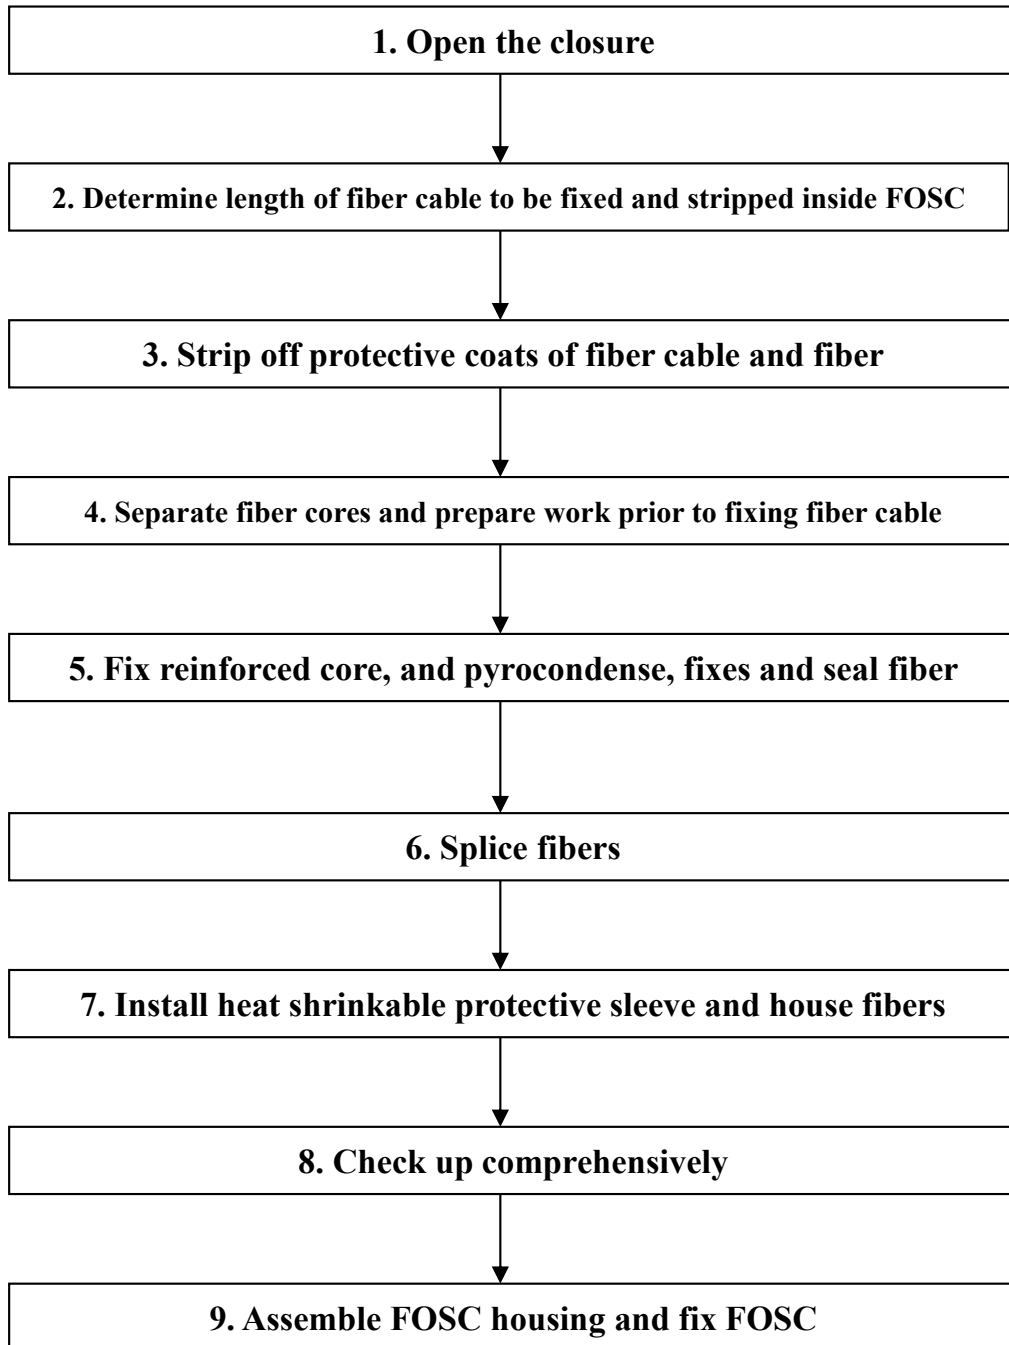 1. Open the closure
2. Determine length of fiber cable to be fixed and stripped inside FOSC
3. Strip off protective coats of fiber cable and fiber
4. Separate fiber cores and prepare work prior to fixing fiber cable
5. Fix reinforced core, and pyrocondense, fixes and seal fiber
6. Splice fibers
7. Install heat shrinkable protective sleeve and house fibers
8. Check up comprehensively
9. Assemble FOSC housing and fix FOSC